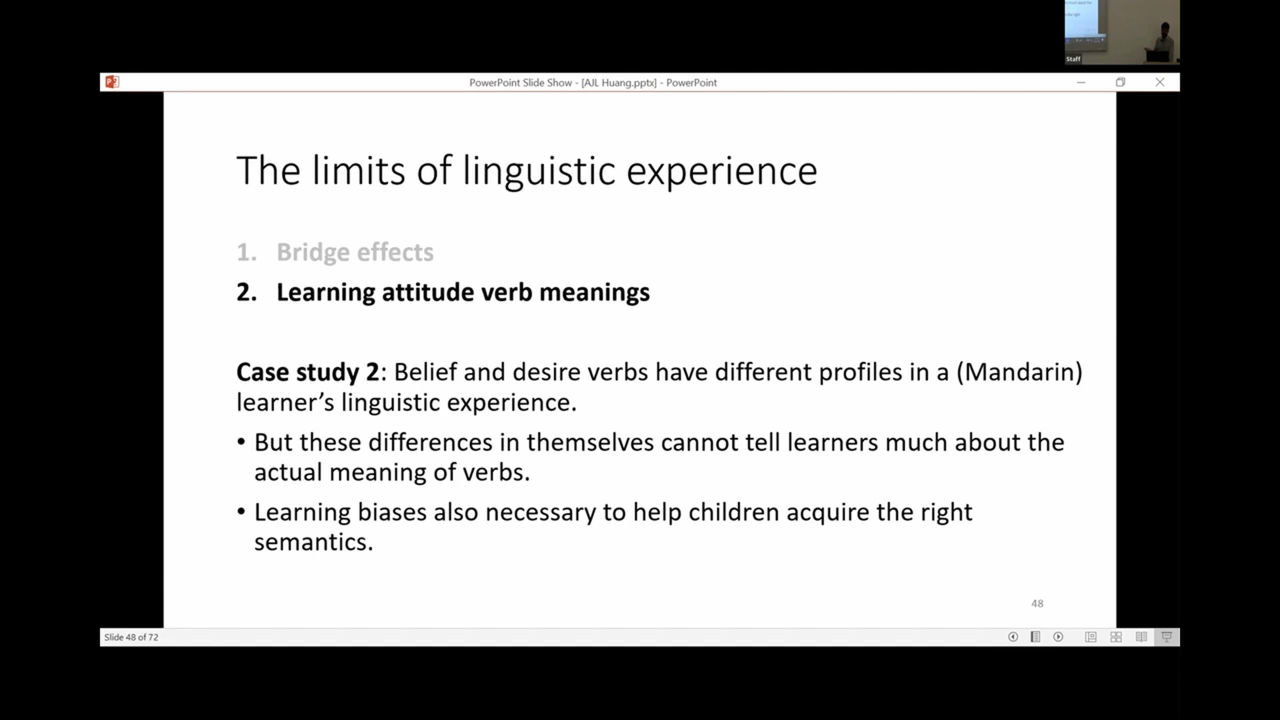 PowerPoint Slide Show - [AJL Huang.pptx] - PowerPoint
Staff
The limits of linguistic experience
1. Bridge effects
2. Learning attitude verb meanings
Case study 2: Belief and desire verbs have different profiles in a (Mandarin)
learner’s linguistic experience.
• But these differences in themselves cannot tell learners much about the
actual meaning of verbs.
• Learning biases also necessary to help children acquire the right
semantics.
48
Slide 48 of 72